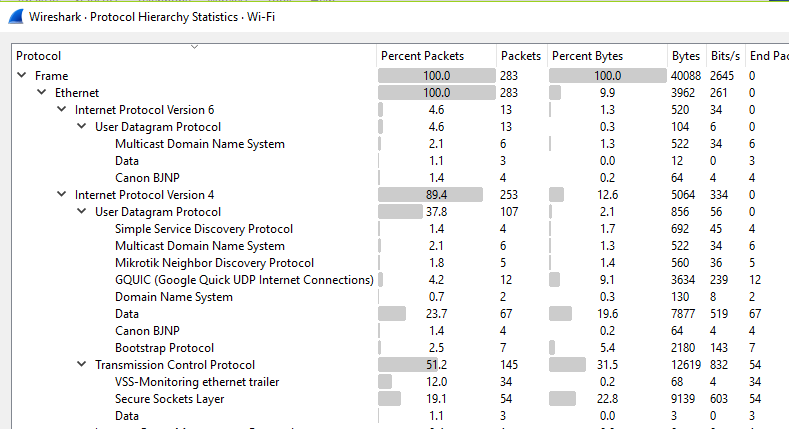 Wireshark · Protocol Hierarchy Statistics · Wi-Fi
Protocol Percent Packets Packets Percent Bytes Bytes Bits/s End Pac
Frame 100.0 283 100.0 40088 2645 0
Ethernet 100.0 283 9.9 3962 261 0
Internet Protocol Version 6 4.6 13 1.3 520 34 0
User Datagram Protocol 4.6 13 0.3 104 6 0
Multicast Domain Name System 2.1 6 1.3 522 34 6
Data 1.1 3 0.0 12 0 3
Canon BJNP 1.4 4 0.2 64 4 4
Internet Protocol Version 4 89.4 253 12.6 5064 334 0
User Datagram Protocol 37.8 107 2.1 856 56 0
Simple Service Discovery Protocol 1.4 4 1.7 692 45 4
Multicast Domain Name System 2.1 6 1.3 522 34 6
Mikrotik Neighbor Discovery Protocol 1.8 5 1.4 560 36 5
GQUIC (Google Quick UDP Internet Connections) 4.2 12 9.1 3634 239 12
Domain Name System 0.7 2 0.3 130 8 2
Data 23.7 67 19.6 7877 519 67
Canon BJNP 1.4 4 0.2 64 4 4
Bootstrap Protocol 2.5 7 5.4 2180 143 7
Transmission Control Protocol 51.2 145 31.5 12619 832 54
VSS-Monitoring ethernet trailer 12.0 34 0.2 68 4 34
Secure Sockets Layer 19.1 54 22.8 9139 603 54
Data 1.1 3 0.0 3 0 3